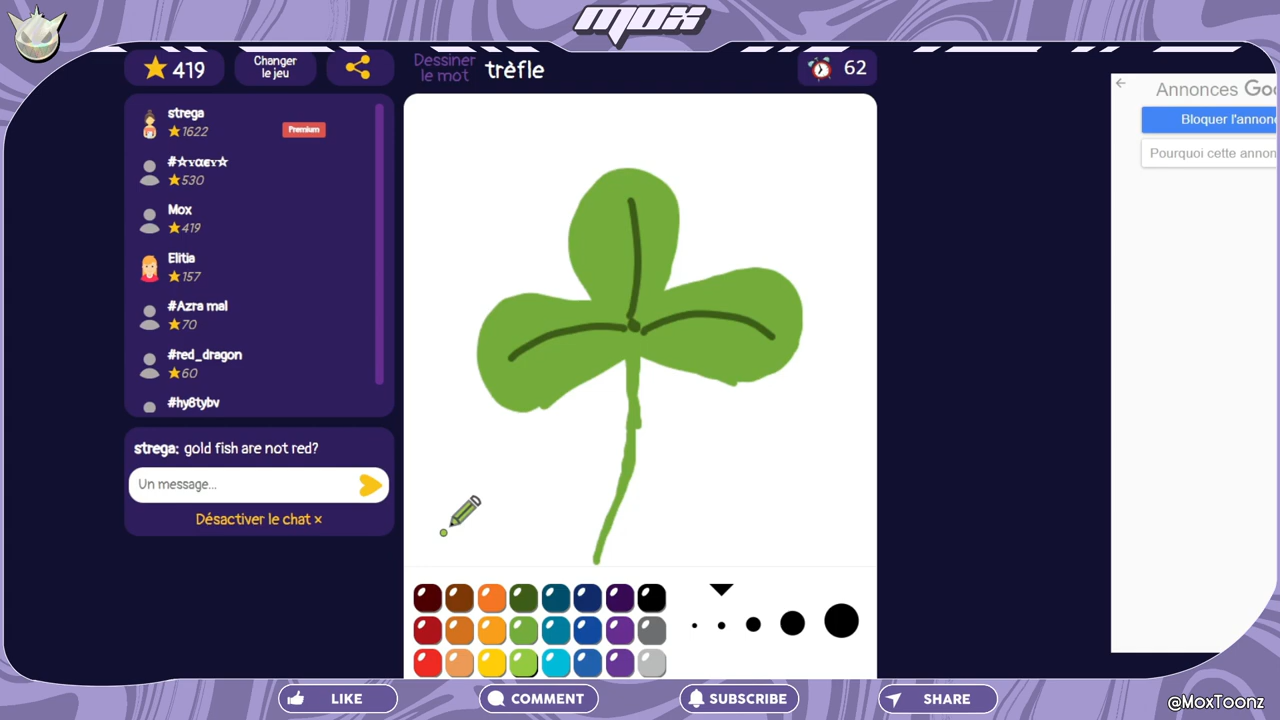 MOX
419
Changer
le jeu
Dessiner
le mot
trèfle
62
strega
1622
Premium
#☆ʏαєʏ☆
530
Mox
419
Elitia
157
#Azra mal
70
#red_dragon
60
#hy8tybv
strega: gold fish are not red?
Un message...
Désactiver le chat ×
Annonces Goo
Bloquer l'annonc
Pourquoi cette annon
LIKE
COMMENT
SUBSCRIBE
SHARE
@MoxToonz